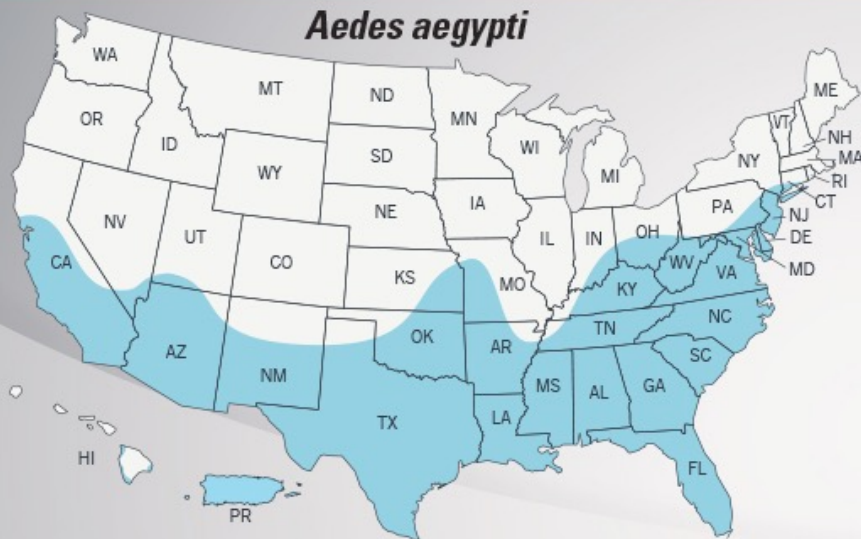 Aedes aegypti
WA
MT
ND
MN
ME
OR
ID
WY
SD
WI
MI
VT
NH
NY
MA
RI
CT
NV
UT
CO
NE
IA
IL
IN
OH
PA
NJ
DE
MD
CA
KS
MO
WV
VA
KY
AZ
NM
OK
AR
TN
NC
SC
TX
LA
MS
AL
GA
FL
HI
PR